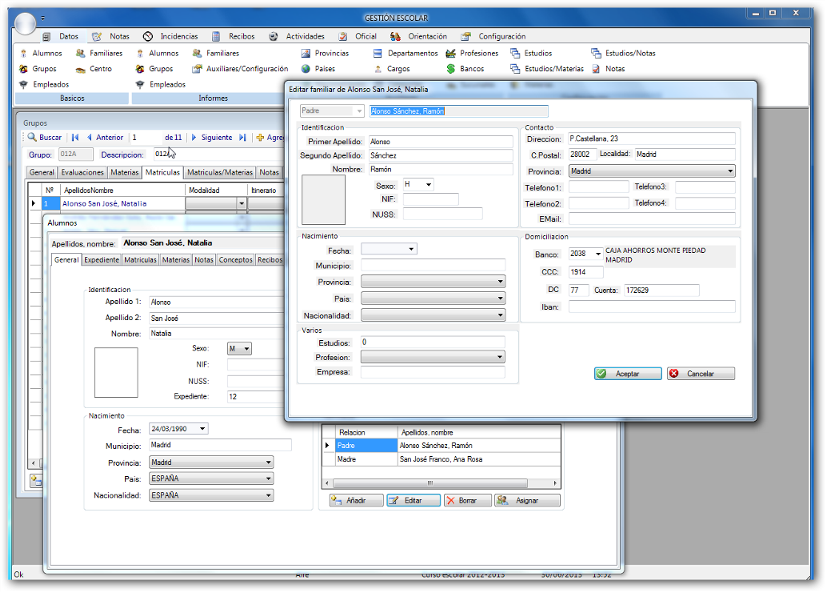 GESTIÓN ESCOLAR
Datos Notas Incidencias Recibos Actividades Oficial Orientación Configuración
Alumnos Familiares Alumnos Familiares Provincias Departamentos Profesiones Estudios Estudios/Notas
Grupos Centro Grupos Auxiliares/Configuración Paises Cargos Bancos Estudios/Materias Notas
Empleados Empleados
Basicos Informes
Editar familiar de Alonso San José, Natalia
Padre Alonso Sánchez, Ramón
Identificacion
Primer Apellido: Alonso
Segundo Apellido: Sánchez
Nombre: Ramón
Sexo: H
NIF:
NUSS:
Contacto
Direccion: P.Castellana, 23
C.Postal: 28002 Localidad: Madrid
Provincia: Madrid
Telefono1: Telefono3:
Telefono2: Telefono4:
EMail:
Nacimiento
Fecha:
Municipio:
Provincia:
Pais:
Nacionalidad:
Domiciliacion
Banco: 2038 CAJA AHORROS MONTE PIEDAD
MADRID
CCC: 1914
DC 77 Cuenta: 172629
Iban:
Varios
Estudios: 0
Profesion:
Empresa:
Aceptar Cancelar
Grupos
Buscar Anterior 1 de 11 Siguiente
Grupo: 012A Descripcion: 012
General Evaluaciones Materias Matriculas Matriculas/Materias Notas
Nº ApellidosNombre Modalidad Itinerario
1 Alonso San José, Natalia
Alumnos
Apellidos, nombre: Alonso San José, Natalia
General Expediente Matriculas Materias Notas Conceptos Recibos
Identificacion
Apellido 1: Alonso
Apellido 2: San José
Nombre: Natalia
Sexo: M
NIF:
NUSS:
Expediente: 12
Nacimiento
Fecha: 24/03/1990
Municipio: Madrid
Provincia: Madrid
Pais: ESPAÑA
Nacionalidad: ESPAÑA
Relacion Apellidos, nombre
Padre Alonso Sánchez, Ramón
Madre San José Franco, Ana Rosa
Añadir Editar Borrar Asignar
Ok Curso escolar 2012-2013 30/06/2013